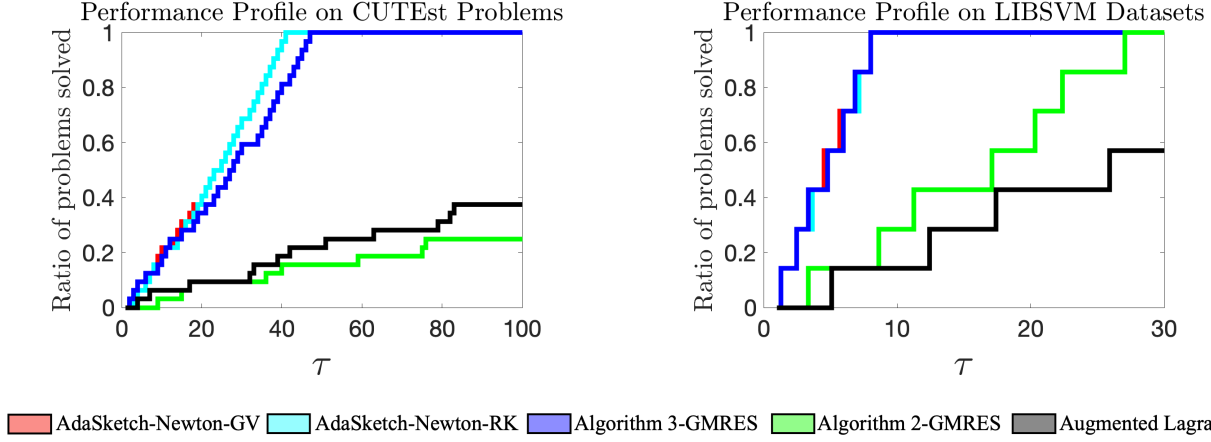 Performance Profile on CUTEst Problems
Ratio of problems solved
1
0.8
0.6
0.4
0.2
0
0 20 40 60 80 100
τ
Performance Profile on LIBSVM Datasets
Ratio of problems solved
1
0.8
0.6
0.4
0.2
0
0 10 20 30
τ
AdaSketch-Newton-GV AdaSketch-Newton-RK Algorithm 3-GMRES Algorithm 2-GMRES Augmented Lagra